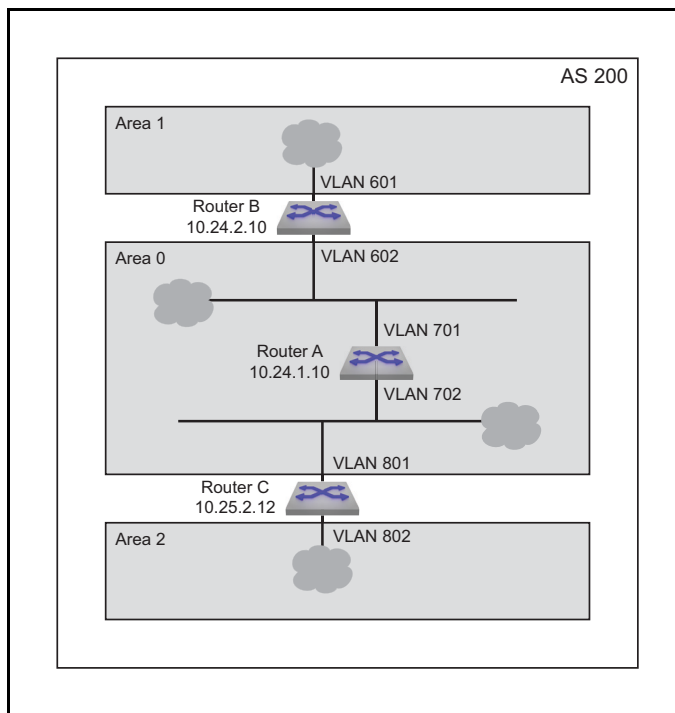 AS 200
Area 1
VLAN 601
Router B
10.24.2.10
VLAN 602
Area 0
VLAN 701
Router A
10.24.1.10
VLAN 702
VLAN 801
Router C
10.25.2.12
VLAN 802
Area 2